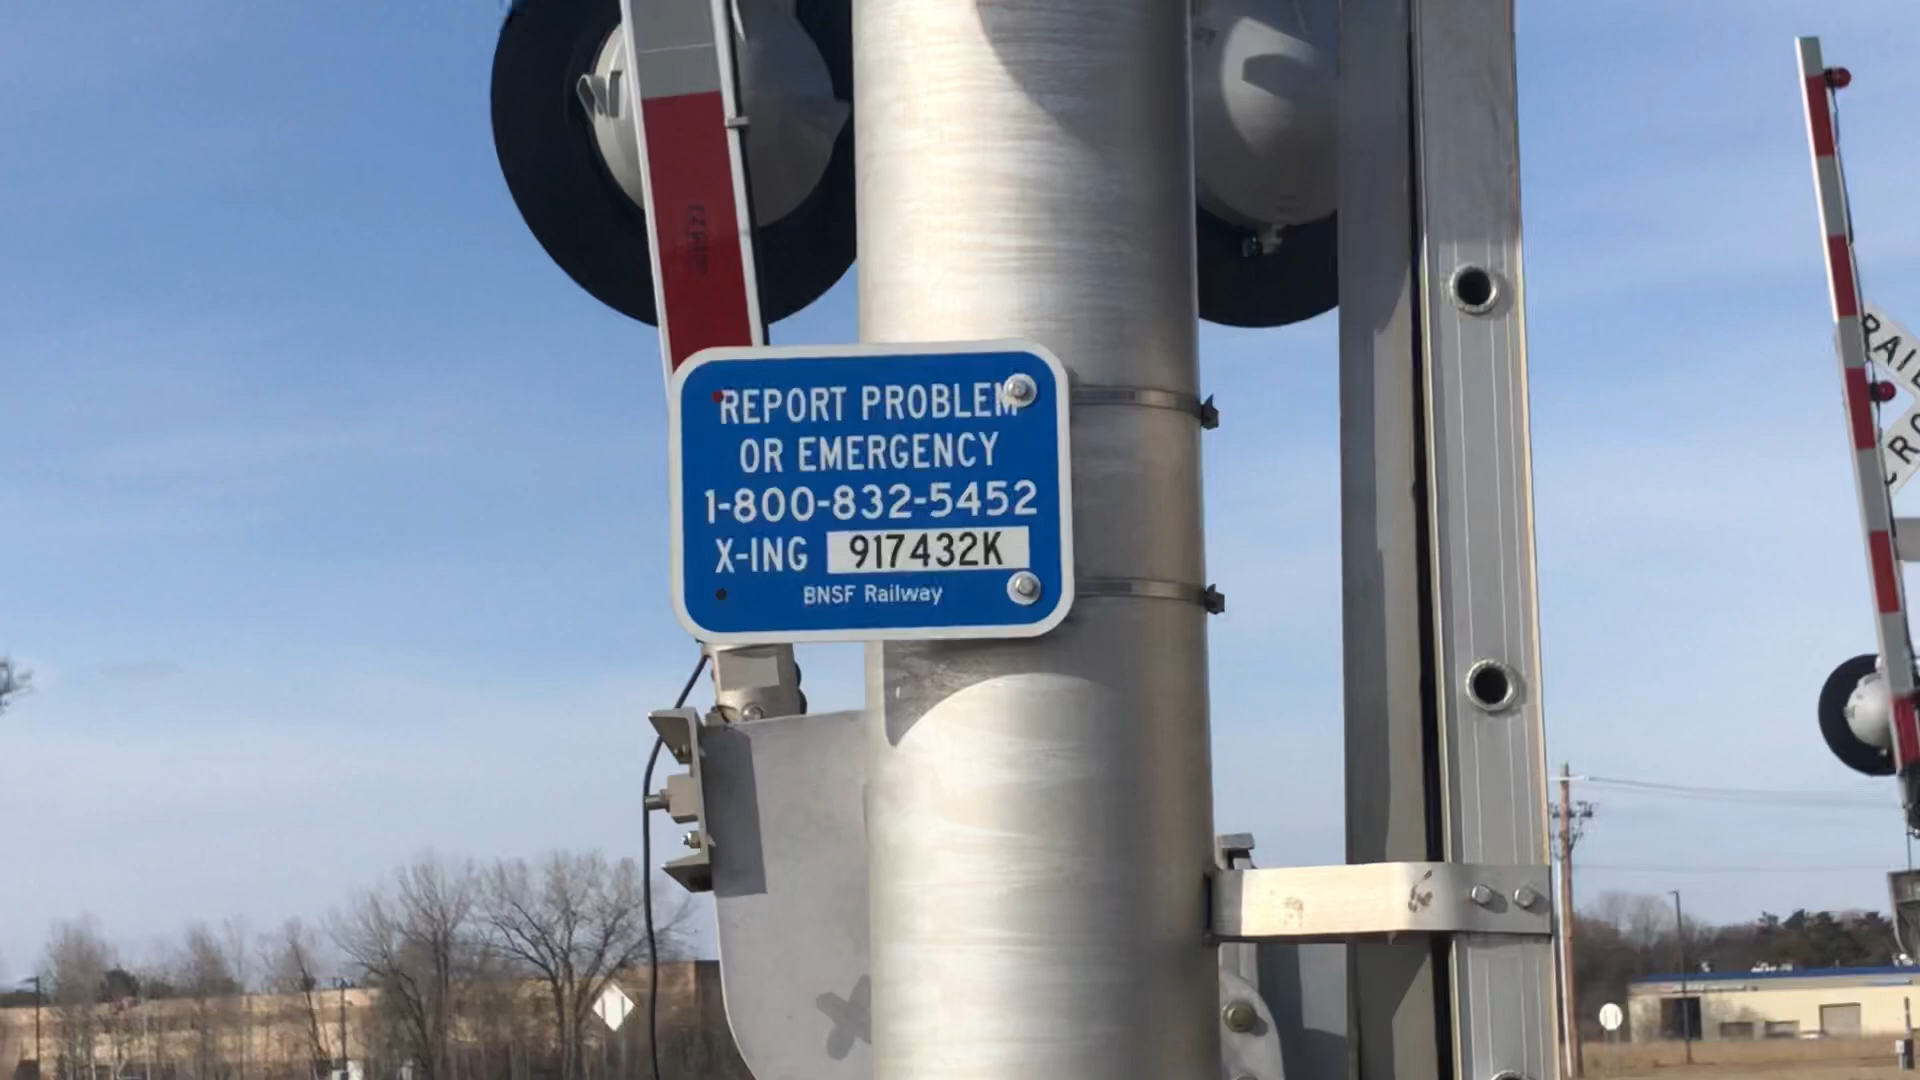 REPORT PROBLEM
OR EMERGENCY
1-800-832-5452
X-ING 917432K
BNSF Railway